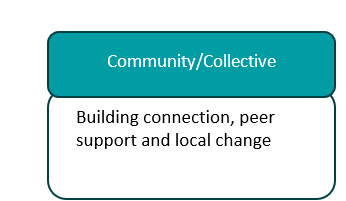 Community/Collective
Building connection, peer
support and local change